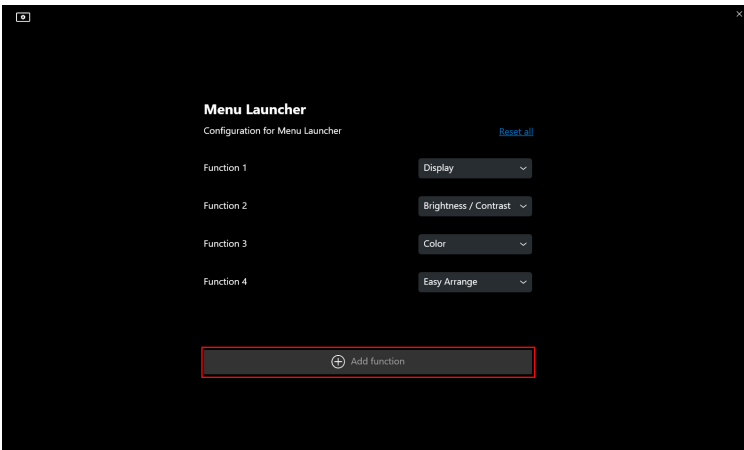 Menu Launcher
Configuration for Menu Launcher Reset all
Function 1 Display
Function 2 Brightness / Contrast
Function 3 Color
Function 4 Easy Arrange
Add function